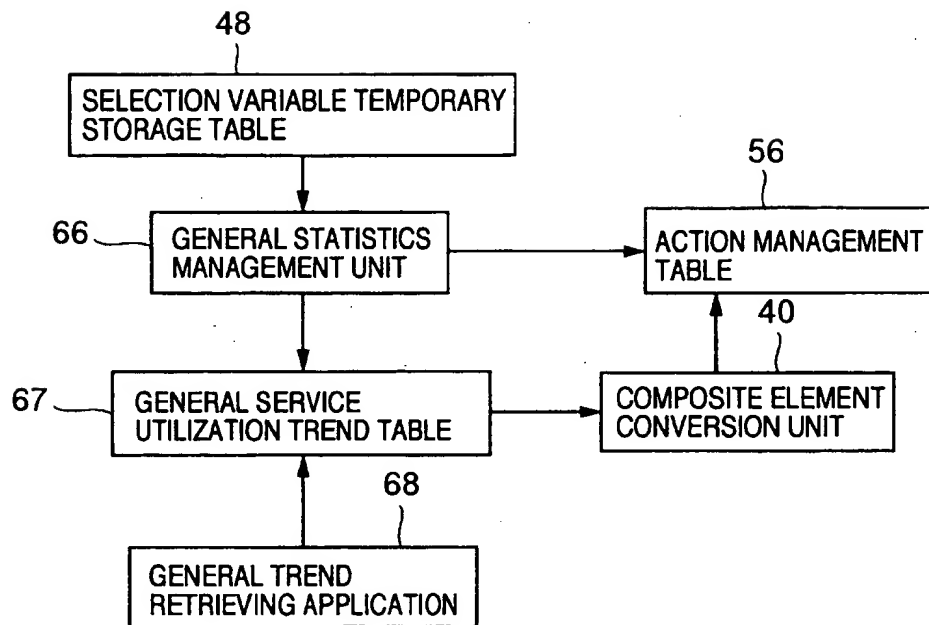 48
SELECTION VARIABLE TEMPORARY
STORAGE TABLE
56
66
GENERAL STATISTICS
MANAGEMENT UNIT
ACTION MANAGEMENT
TABLE
40
67
GENERAL SERVICE
UTILIZATION TREND TABLE
COMPOSITE ELEMENT
CONVERSION UNIT
68
GENERAL TREND
RETRIEVING APPLICATION